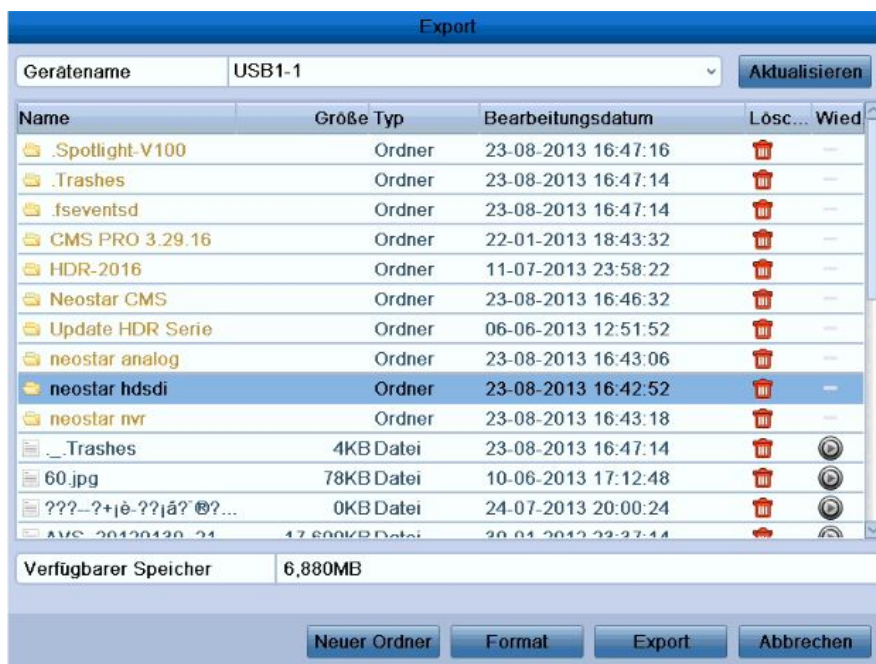 Export
Gerätename USB1-1 Aktualisieren
Name Größe Typ Bearbeitungsdatum Lösc... Wied
.Spotlight-V100 Ordner 23-08-2013 16:47:16
.Trashes Ordner 23-08-2013 16:47:14
.fseventsd Ordner 23-08-2013 16:47:14
CMS PRO 3.29.16 Ordner 22-01-2013 18:43:32
HDR-2016 Ordner 11-07-2013 23:58:22
Neostar CMS Ordner 23-08-2013 16:46:32
Update HDR Serie Ordner 06-06-2013 12:51:52
neostar analog Ordner 23-08-2013 16:43:06
neostar hdsdi Ordner 23-08-2013 16:42:52
neostar nvr Ordner 23-08-2013 16:43:18
._.Trashes 4KB Datei 23-08-2013 16:47:14
60.jpg 78KB Datei 10-06-2013 17:12:48
0KB Datei 24-07-2013 20:00:24
Verfügbarer Speicher 6,880MB
Neuer Ordner Format Export Abbrechen